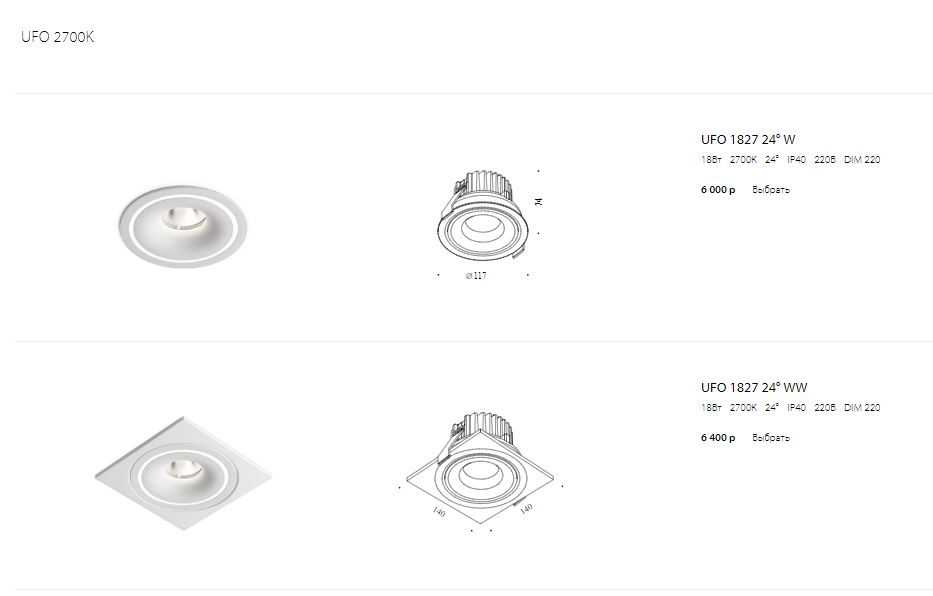 UFO 2700K
UFO 1827 24° W
18Вт 2700K 24° IP40 220В DIM 220
6 000 р Выбрать
74
⌀117
UFO 1827 24° WW
18Вт 2700K 24° IP40 220В DIM 220
6 400 р Выбрать
140 140